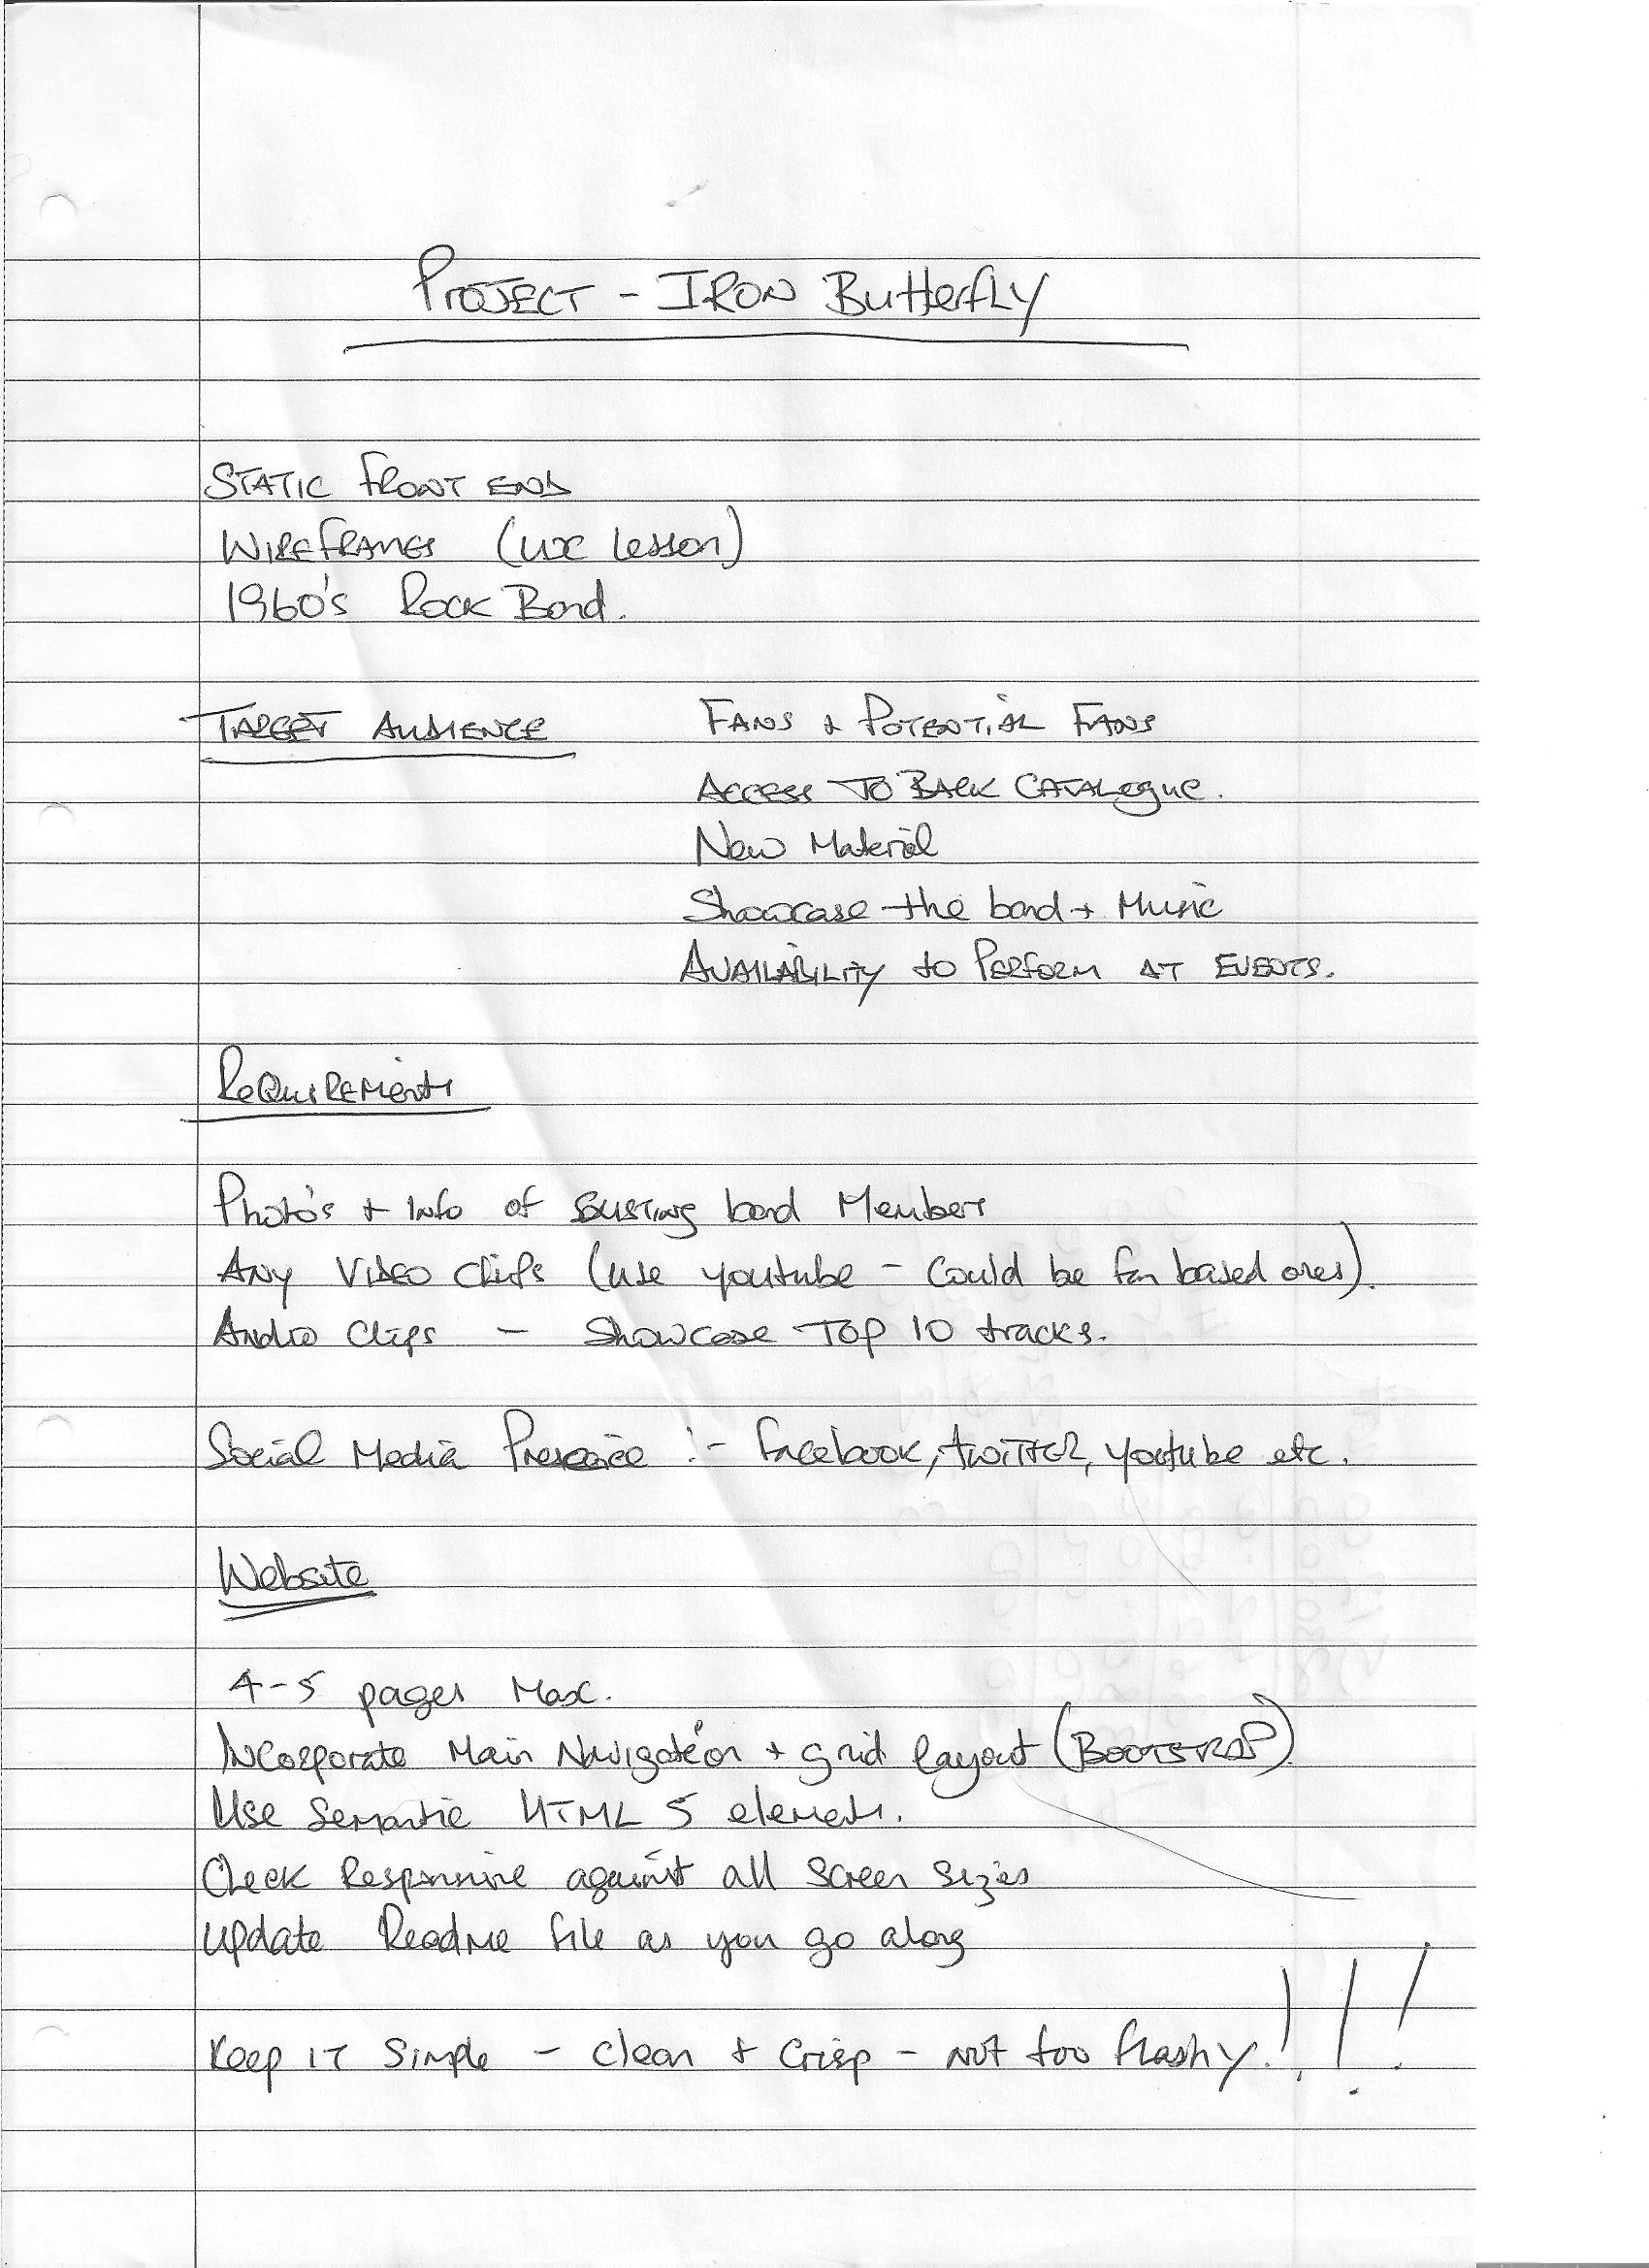 PROJECT - IRON ButterfLY
STATIC FRONT END
WIREFRAMES (UX lesson)
1960's Rock Band.
TARGET AUDIENCE FANS + POTENTIAL FANS
ACCESS TO BACK CATALogue.
New Material
Showcase the band + Music
AVAILABILITY to PERFORM AT EVENTS.
ReQuiREMents
Photo's + Info of existing band Members
ANY VIDEO Clips (use youtube - Could be fan based ones).
Audio Clips - Showcase TOP 10 tracks.
Social Media Presence :- facebook, twitter, youtube etc.
Website
4-5 pages Max.
Incorporate Main Navigation + grid layout (BOOTSTRAP).
Use Semantic HTML 5 elements.
Check Responsive against all Screen Sizes
update Readme file as you go along
Keep IT Simple - Clean + Crisp - not too flashy!!!